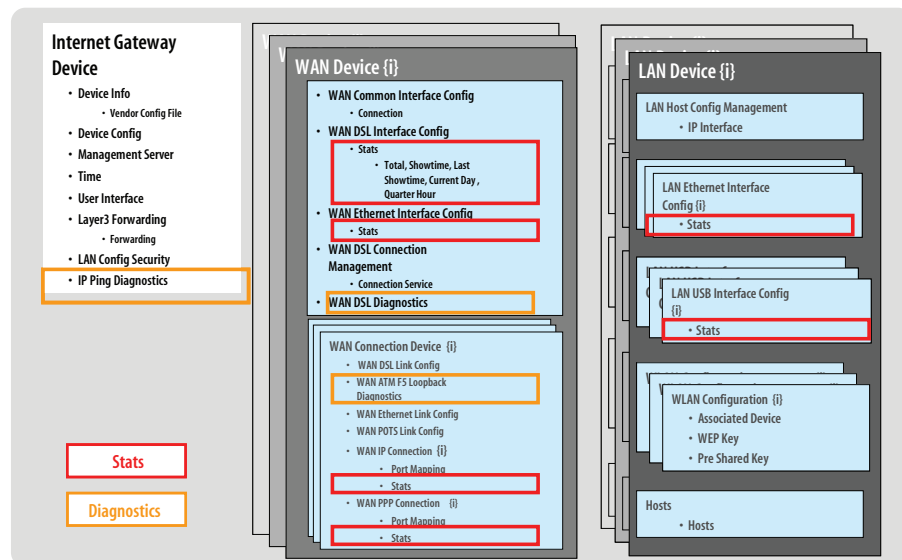 Internet Gateway
Device
• Device Info
• Vendor Config File
• Device Config
• Management Server
• Time
• User Interface
• Layer3 Forwarding
• Forwarding
• LAN Config Security
• IP Ping Diagnostics
Stats
Diagnostics
WAN Device {i}
• WAN Common Interface Config
• Connection
• WAN DSL Interface Config
• Stats
• Total, Showtime, Last
Showtime, Current Day ,
Quarter Hour
• WAN Ethernet Interface Config
• Stats
• WAN DSL Connection
Management
• Connection Service
• WAN DSL Diagnostics
WAN Connection Device {i}
• WAN DSL Link Config
• WAN ATM F5 Loopback
Diagnostics
• WAN Ethernet Link Config
• WAN POTS Link Config
• WAN IP Connection {i}
• Port Mapping
• Stats
• WAN PPP Connection {i}
• Port Mapping
• Stats
LAN Device {i}
LAN Host Config Management
• IP Interface
LAN Ethernet Interface
Config {i}
• Stats
LAN USB Interface Config
{i}
• Stats
WLAN Configuration {i}
• Associated Device
• WEP Key
• Pre Shared Key
Hosts
• Hosts